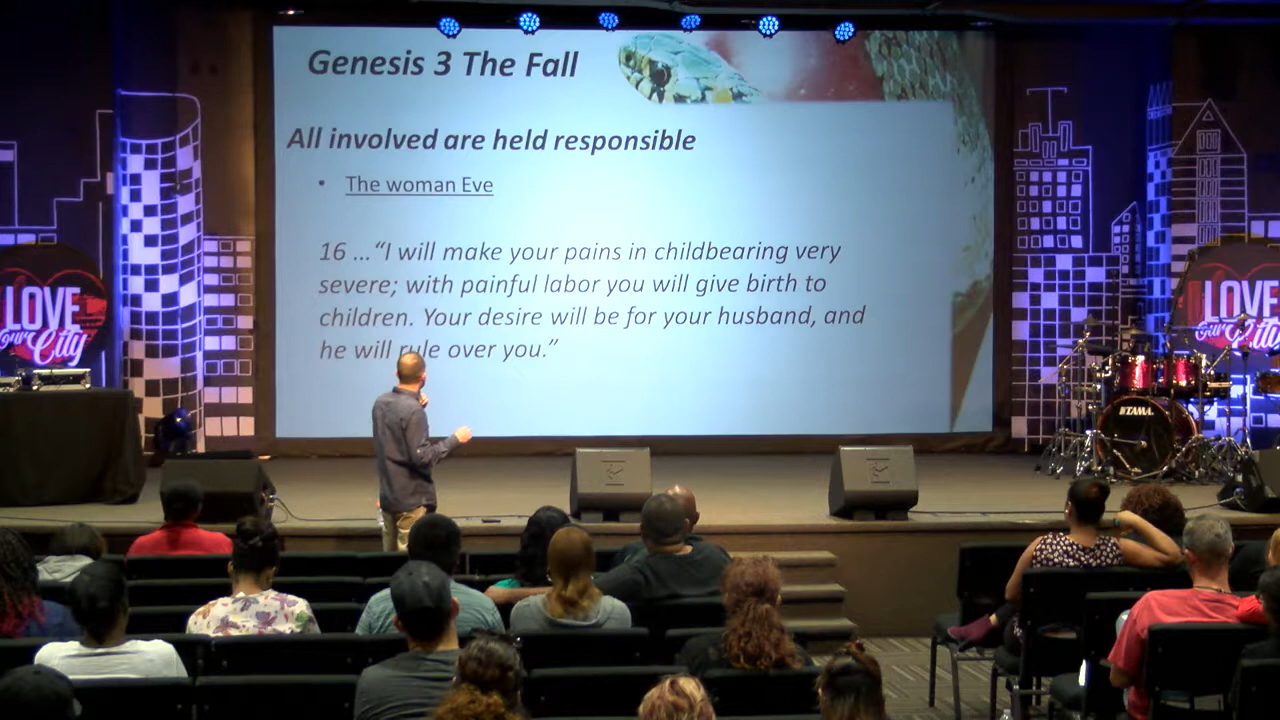 Genesis 3 The Fall
All involved are held responsible
• The woman Eve
16 ...“I will make your pains in childbearing very
severe; with painful labor you will give birth to
children. Your desire will be for your husband, and
he will rule over you.”
LOVE
our City
LOVE
our City
TAMA